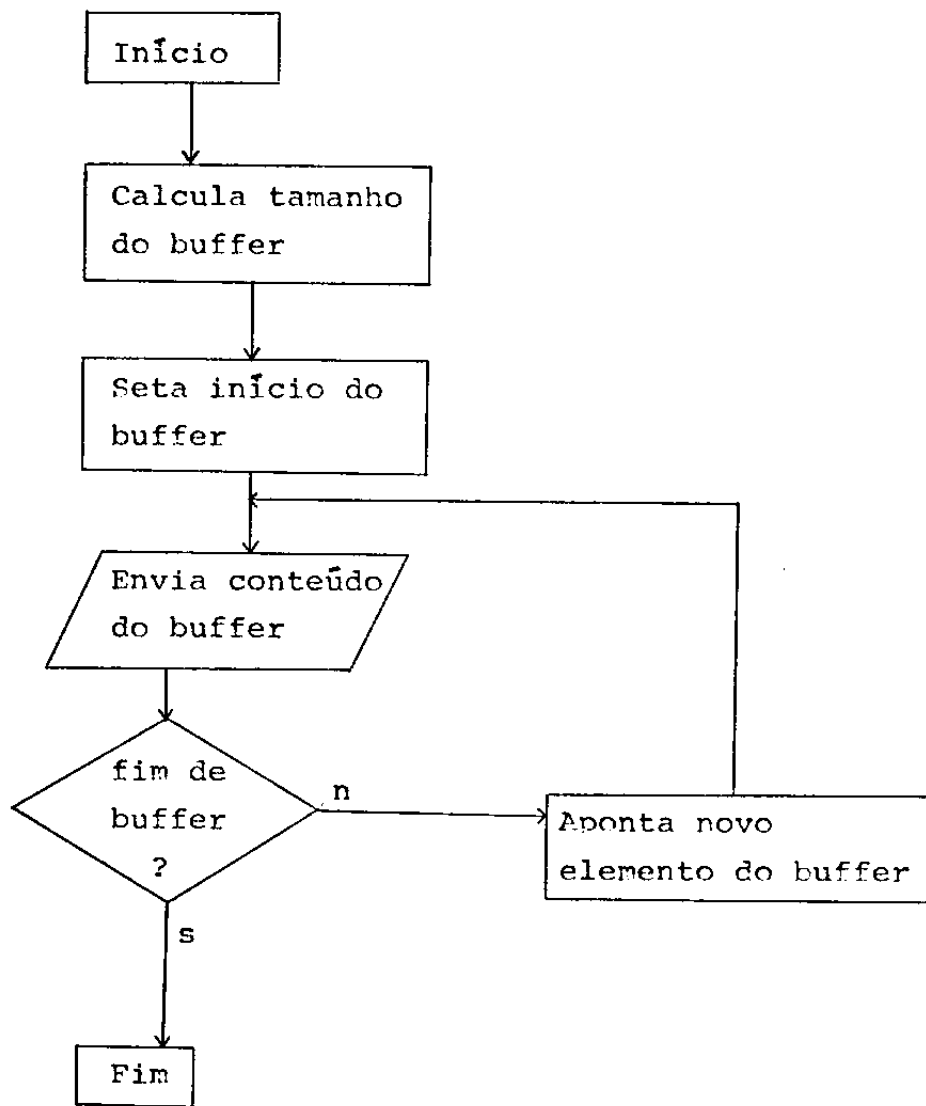 Início
Calcula tamanho
do buffer
Seta início do
buffer
Envia conteúdo
do buffer
fim de
buffer
?
n
Aponta novo
elemento do buffer
s
Fim